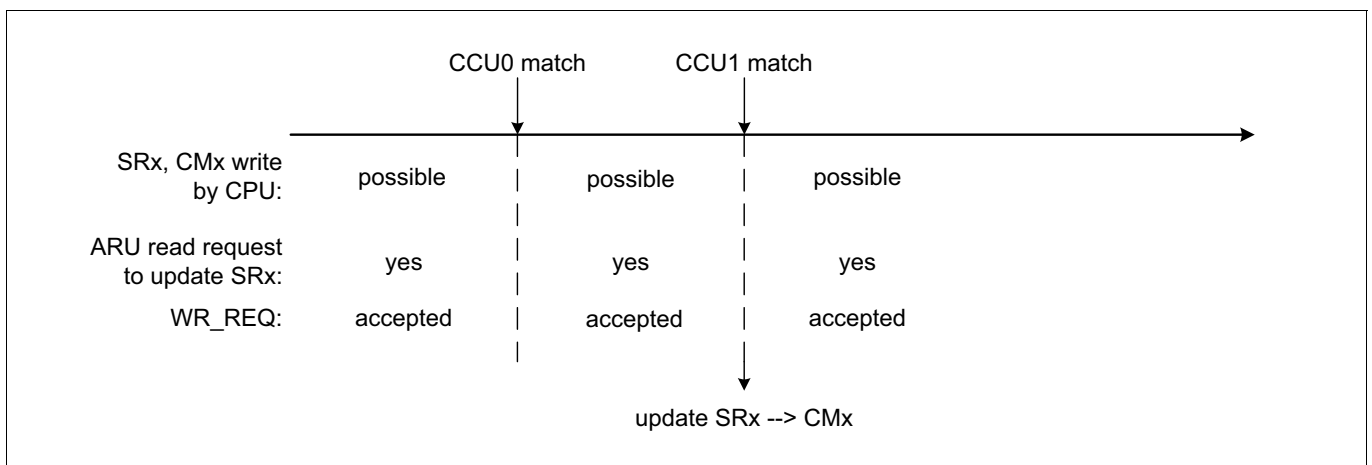 CCU0 match CCU1 match
SRx, CMx write
by CPU: possible possible possible
ARU read request
to update SRx: yes yes yes
WR_REQ: accepted accepted accepted
update SRx --> CMx